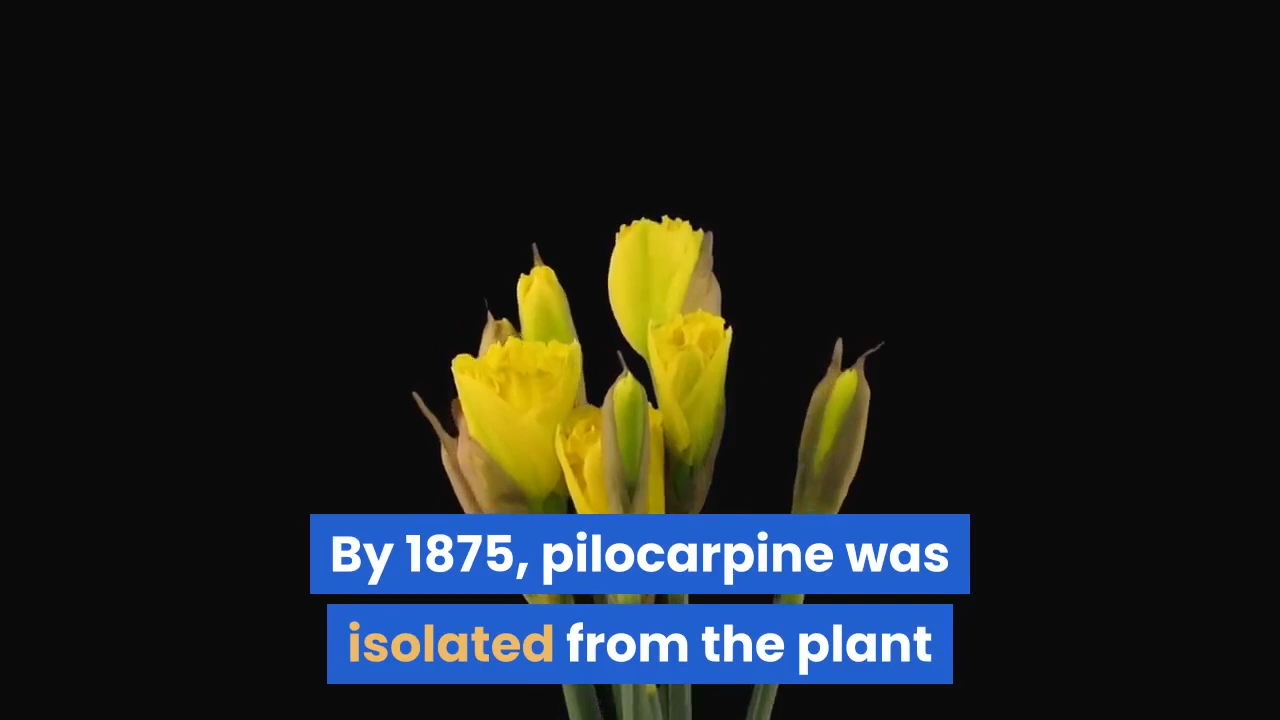 By 1875, pilocarpine was
isolated from the plant